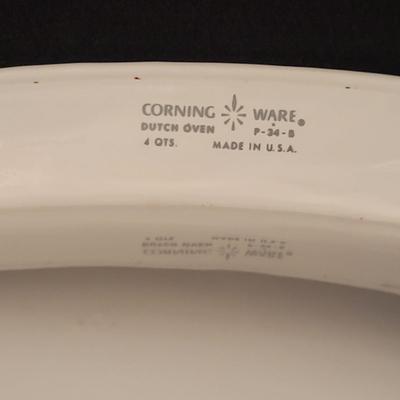 CORNING WARE®
DUTCH OVEN P-34-B
4 QTS. MADE IN U.S.A.